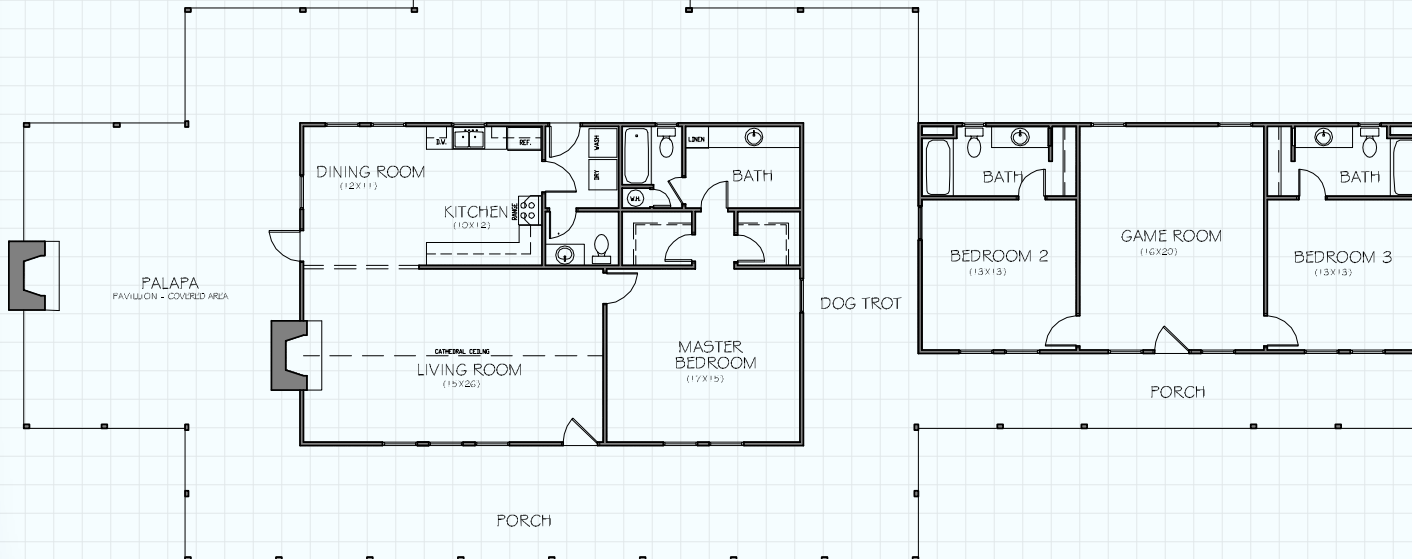 DINING ROOM
(12X11)
D.W.
REF.
WASH
DRY
LINEN
BATH
W.H.
KITCHEN
(10X12)
RANGE
PALAPA
PAVILLION - COVERED AREA
CATHEDRAL CEILING
LIVING ROOM
(15X26)
MASTER
BEDROOM
(17X15)
DOG TROT
BATH
BEDROOM 2
(13X13)
GAME ROOM
(16X20)
BATH
BEDROOM 3
(13X13)
PORCH
PORCH